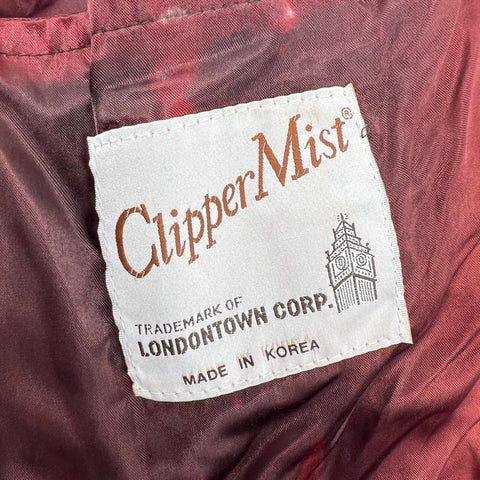 ClipperMist®
TRADEMARK OF
LONDONTOWN CORP.
MADE IN KOREA